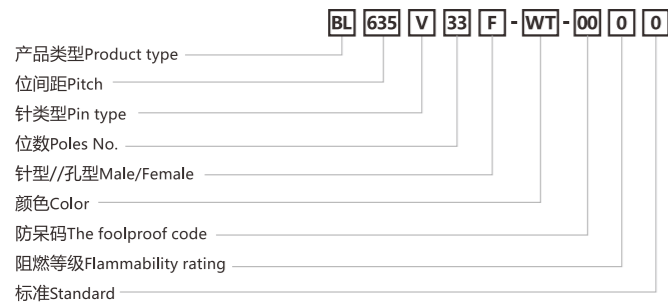 BL 635 V 33 F - WT - 00 0 0
产品类型Product type
位间距Pitch
针类型Pin type
位数Poles No.
针型//孔型Male/Female
颜色Color
防呆码The foolproof code
阻燃等级Flammability rating
标准Standard